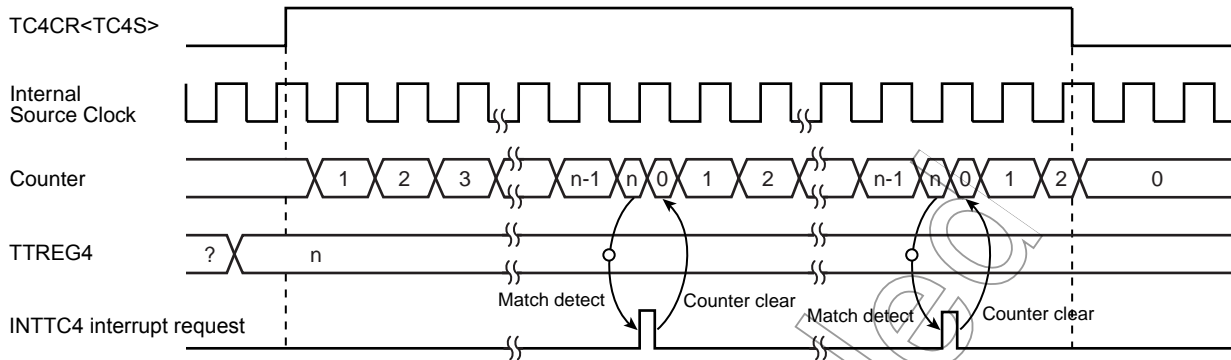 TC4CR<TC4S>
Internal
Source Clock
Counter
1 2 3 n-1 n 0 1 2 n-1 n 0 1 2 0
TTREG4
? n
Match detect Counter clear Match detect Counter clear
INTTC4 interrupt request